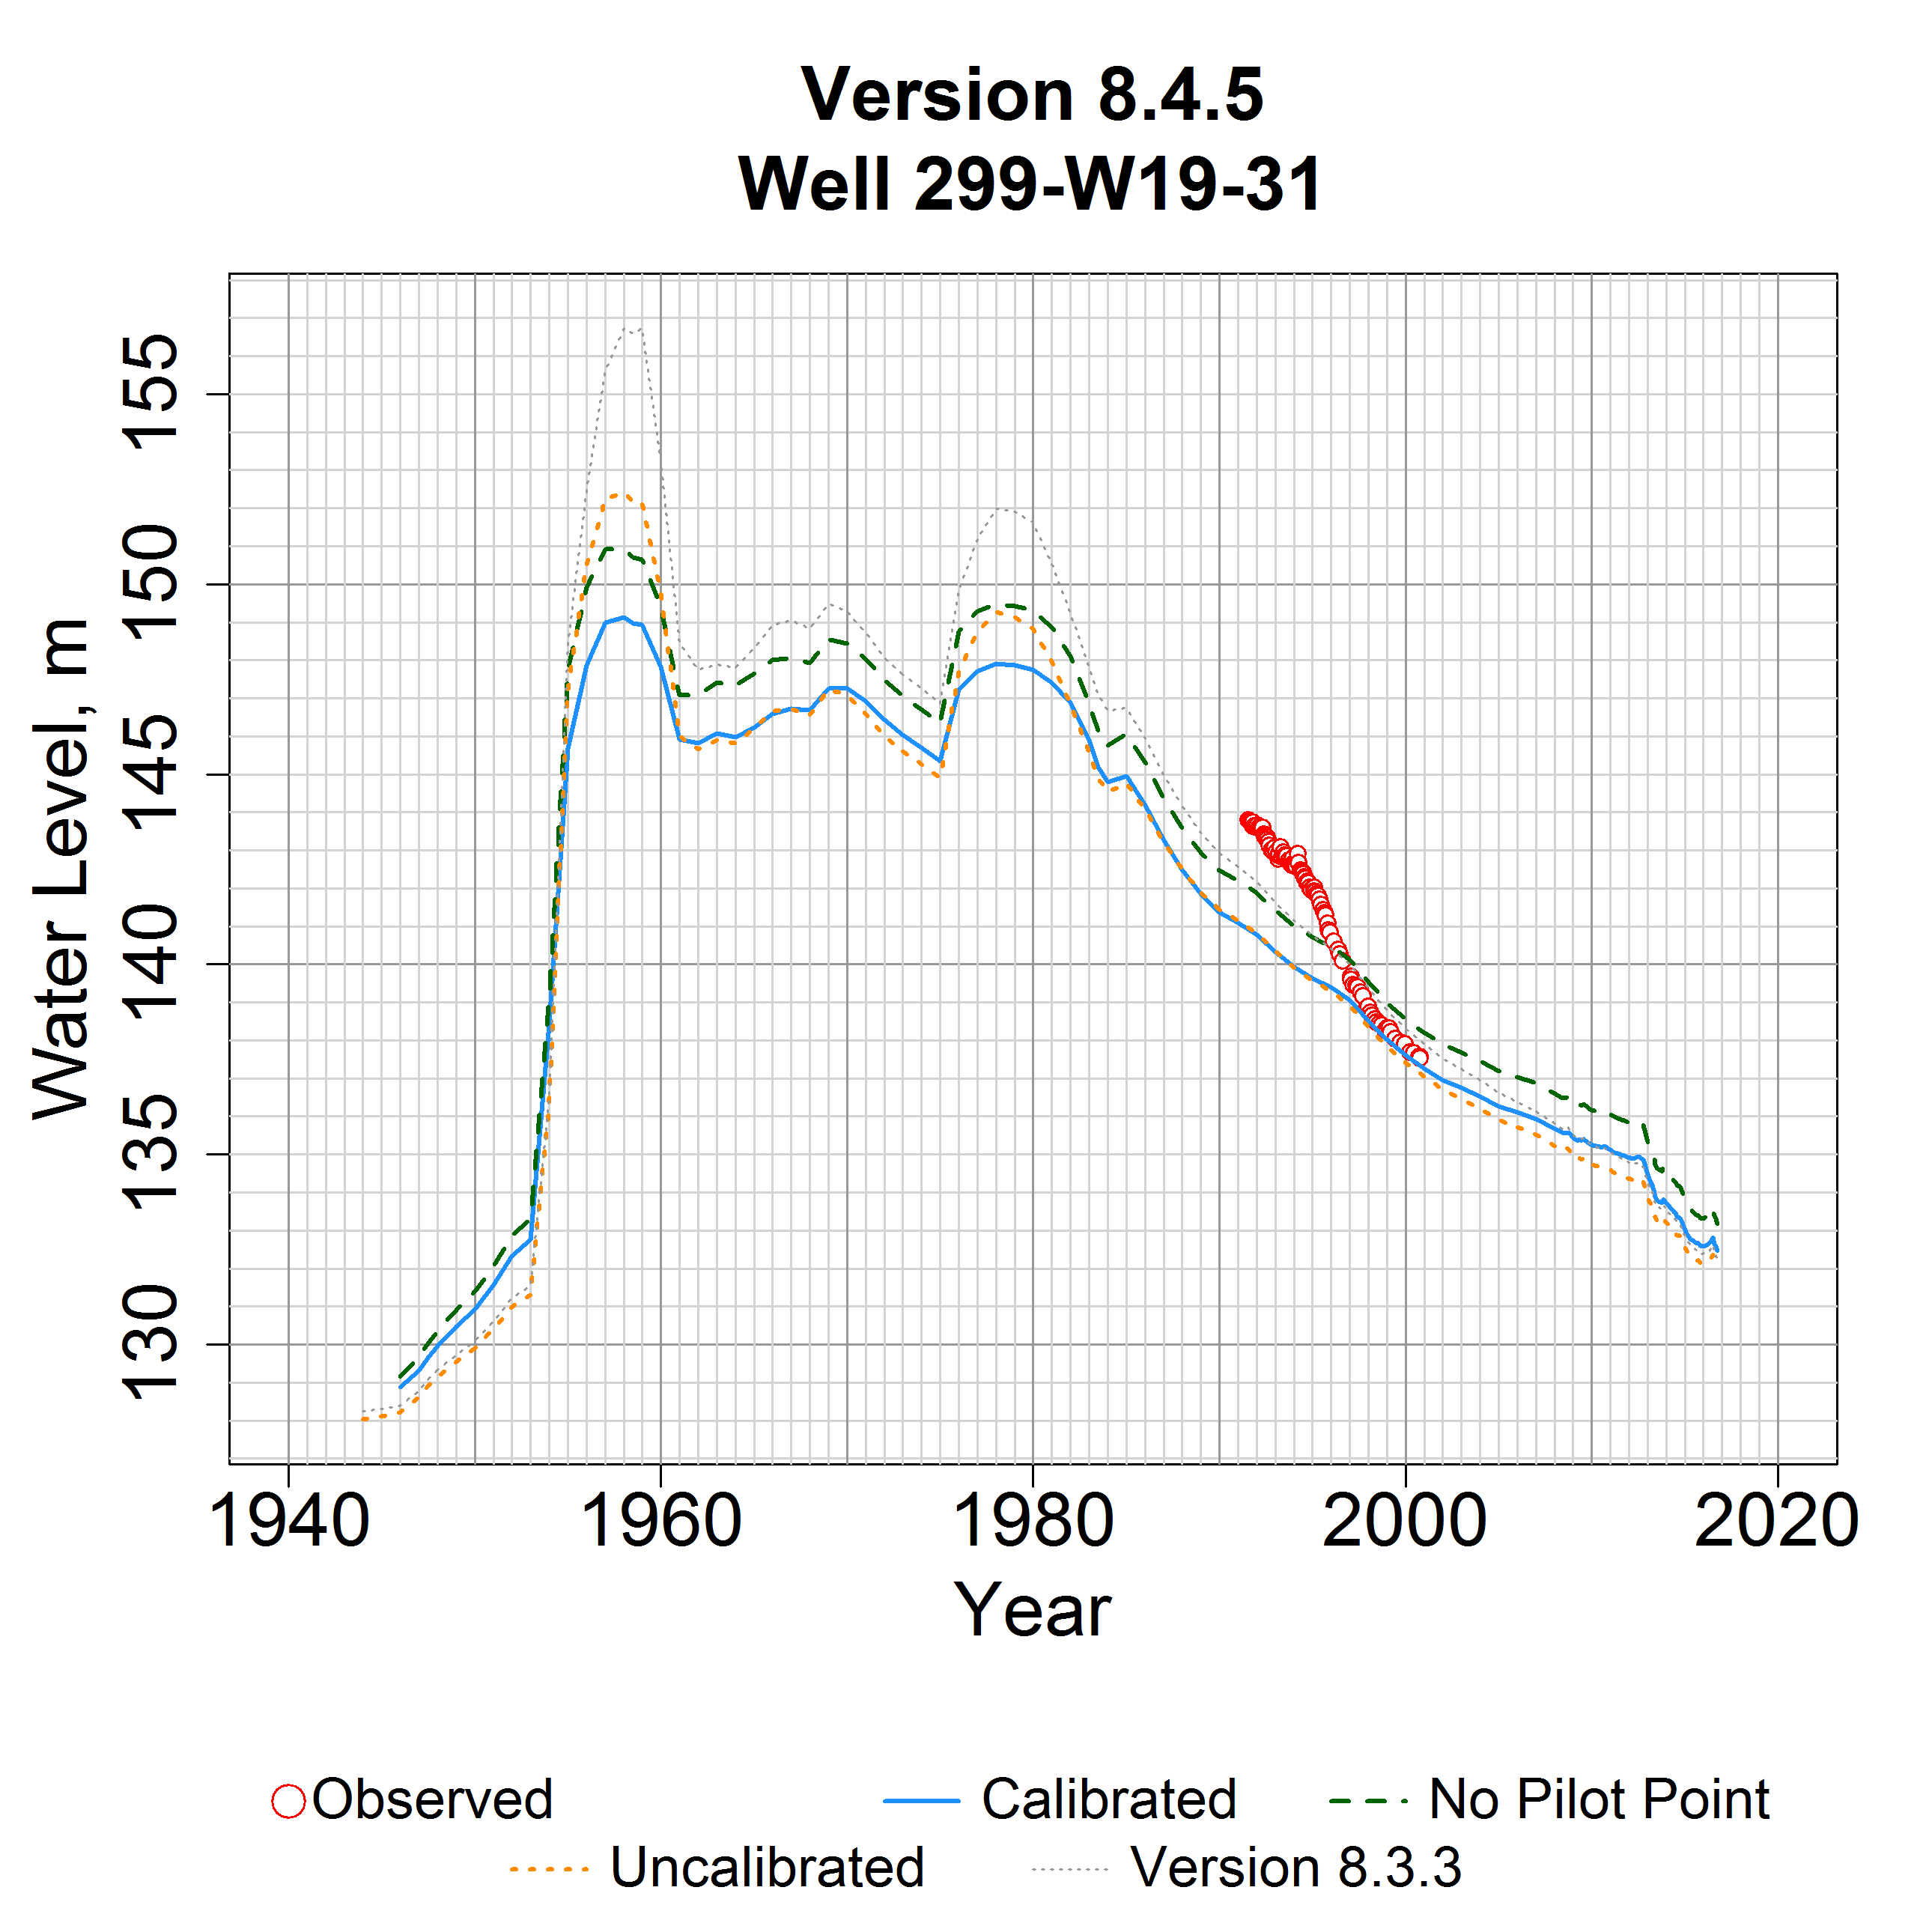 Version 8.4.5
Well 299-W19-31
Water Level, m
155
150
145
140
135
130
1940 1960 1980 2000 2020
Year
Observed Calibrated No Pilot Point
Uncalibrated Version 8.3.3